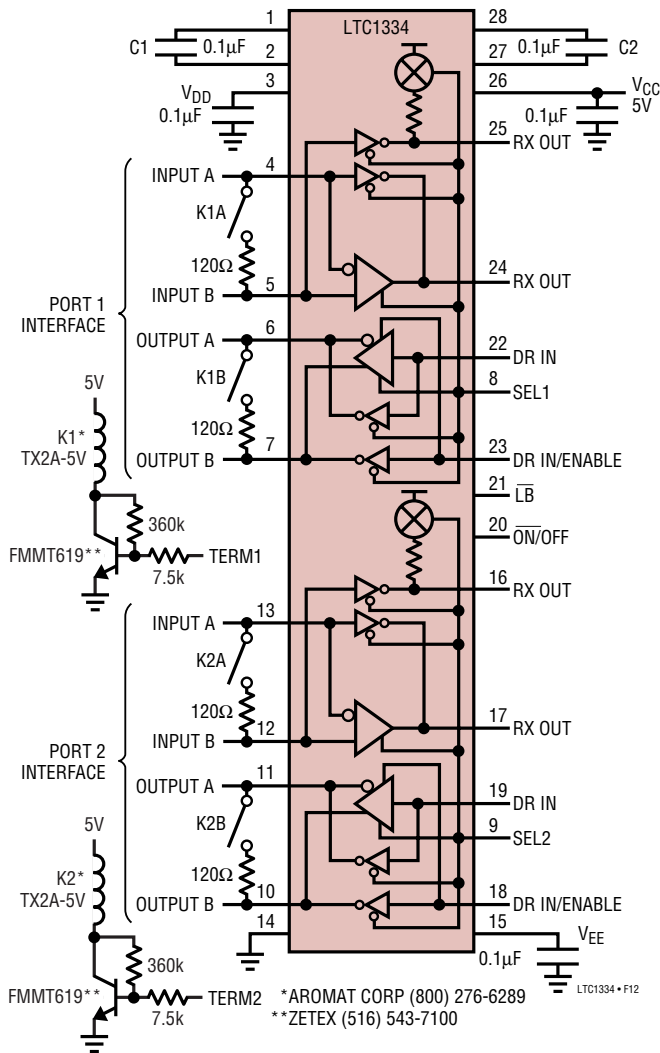 LTC1334
1
28
C1
0.1µF
0.1µF
C2
2
27
3
26
VDD
0.1µF
VCC
5V
0.1µF
25
RX OUT
INPUT A
4
K1A
120Ω
24
RX OUT
INPUT B
5
PORT 1
INTERFACE
OUTPUT A
6
22
DR IN
K1B
8
SEL1
5V
K1*
TX2A-5V
120Ω
OUTPUT B
7
23
DR IN/ENABLE
21
LB
360k
20
ON/OFF
FMMT619**
7.5k
TERM1
16
RX OUT
INPUT A
13
K2A
120Ω
17
RX OUT
INPUT B
12
PORT 2
INTERFACE
OUTPUT A
11
19
DR IN
K2B
9
SEL2
5V
K2*
TX2A-5V
120Ω
OUTPUT B
10
18
DR IN/ENABLE
14
15
VEE
0.1µF
360k
FMMT619**
7.5k
TERM2
*AROMAT CORP (800) 276-6289
**ZETEX (516) 543-7100
LTC1334 • F12